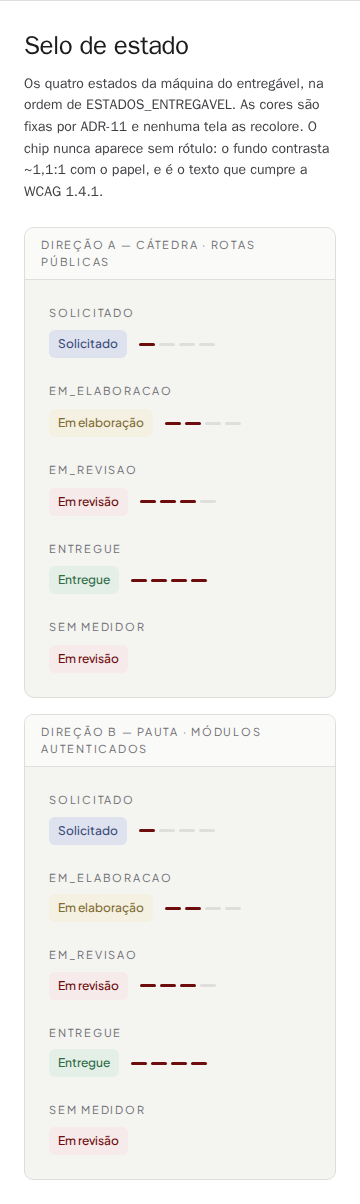 Selo de estado
Os quatro estados da máquina do entregável, na
ordem de ESTADOS_ENTREGAVEL. As cores são
fixas por ADR-11 e nenhuma tela as recolore. O
chip nunca aparece sem rótulo: o fundo contrasta
~1,1:1 com o papel, e é o texto que cumpre a
WCAG 1.4.1.
DIREÇÃO A — CÁTEDRA · ROTAS
PÚBLICAS
SOLICITADO
Solicitado
EM_ELABORACAO
Em elaboração
EM_REVISAO
Em revisão
ENTREGUE
Entregue
SEM MEDIDOR
Em revisão
DIREÇÃO B — PAUTA · MÓDULOS
AUTENTICADOS
SOLICITADO
Solicitado
EM_ELABORACAO
Em elaboração
EM_REVISAO
Em revisão
ENTREGUE
Entregue
SEM MEDIDOR
Em revisão